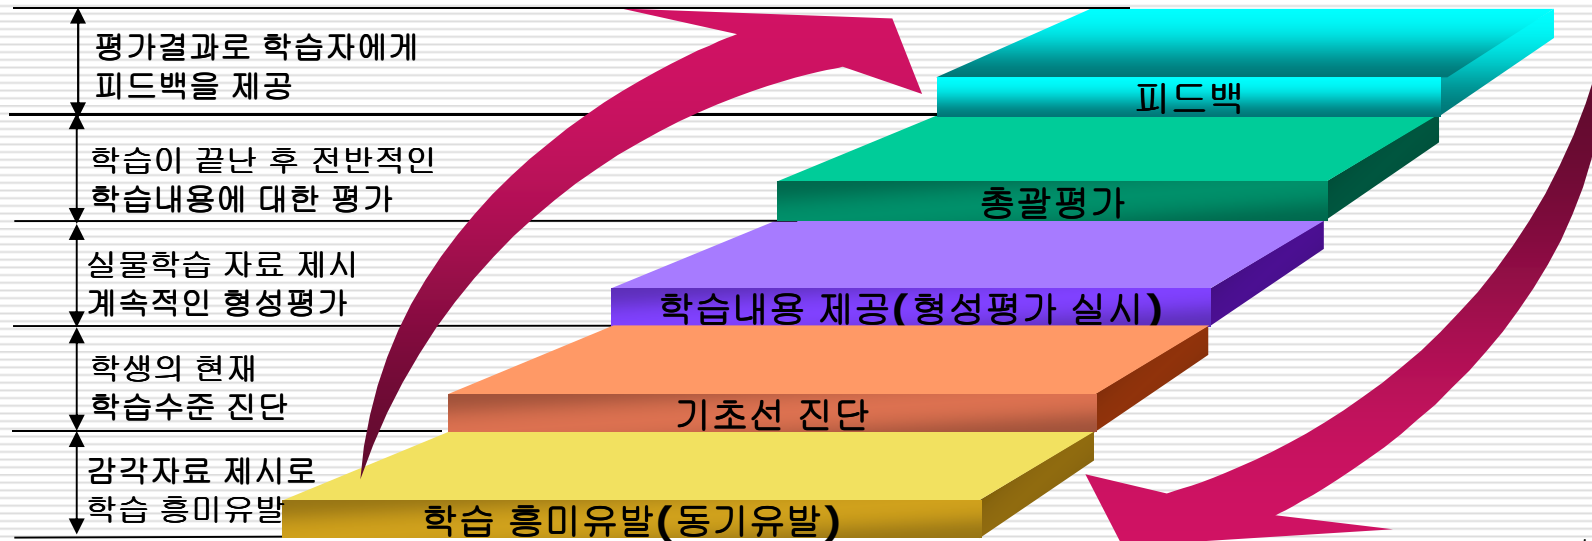 평가결과로 학습자에게
피드백을 제공
피드백
학습이 끝난 후 전반적인
학습내용에 대한 평가
총괄평가
실물학습 자료 제시
계속적인 형성평가
학습내용 제공(형성평가 실시)
학생의 현재
학습수준 진단
기초선 진단
감각자료 제시로
학습 흥미유발
학습 흥미유발(동기유발)